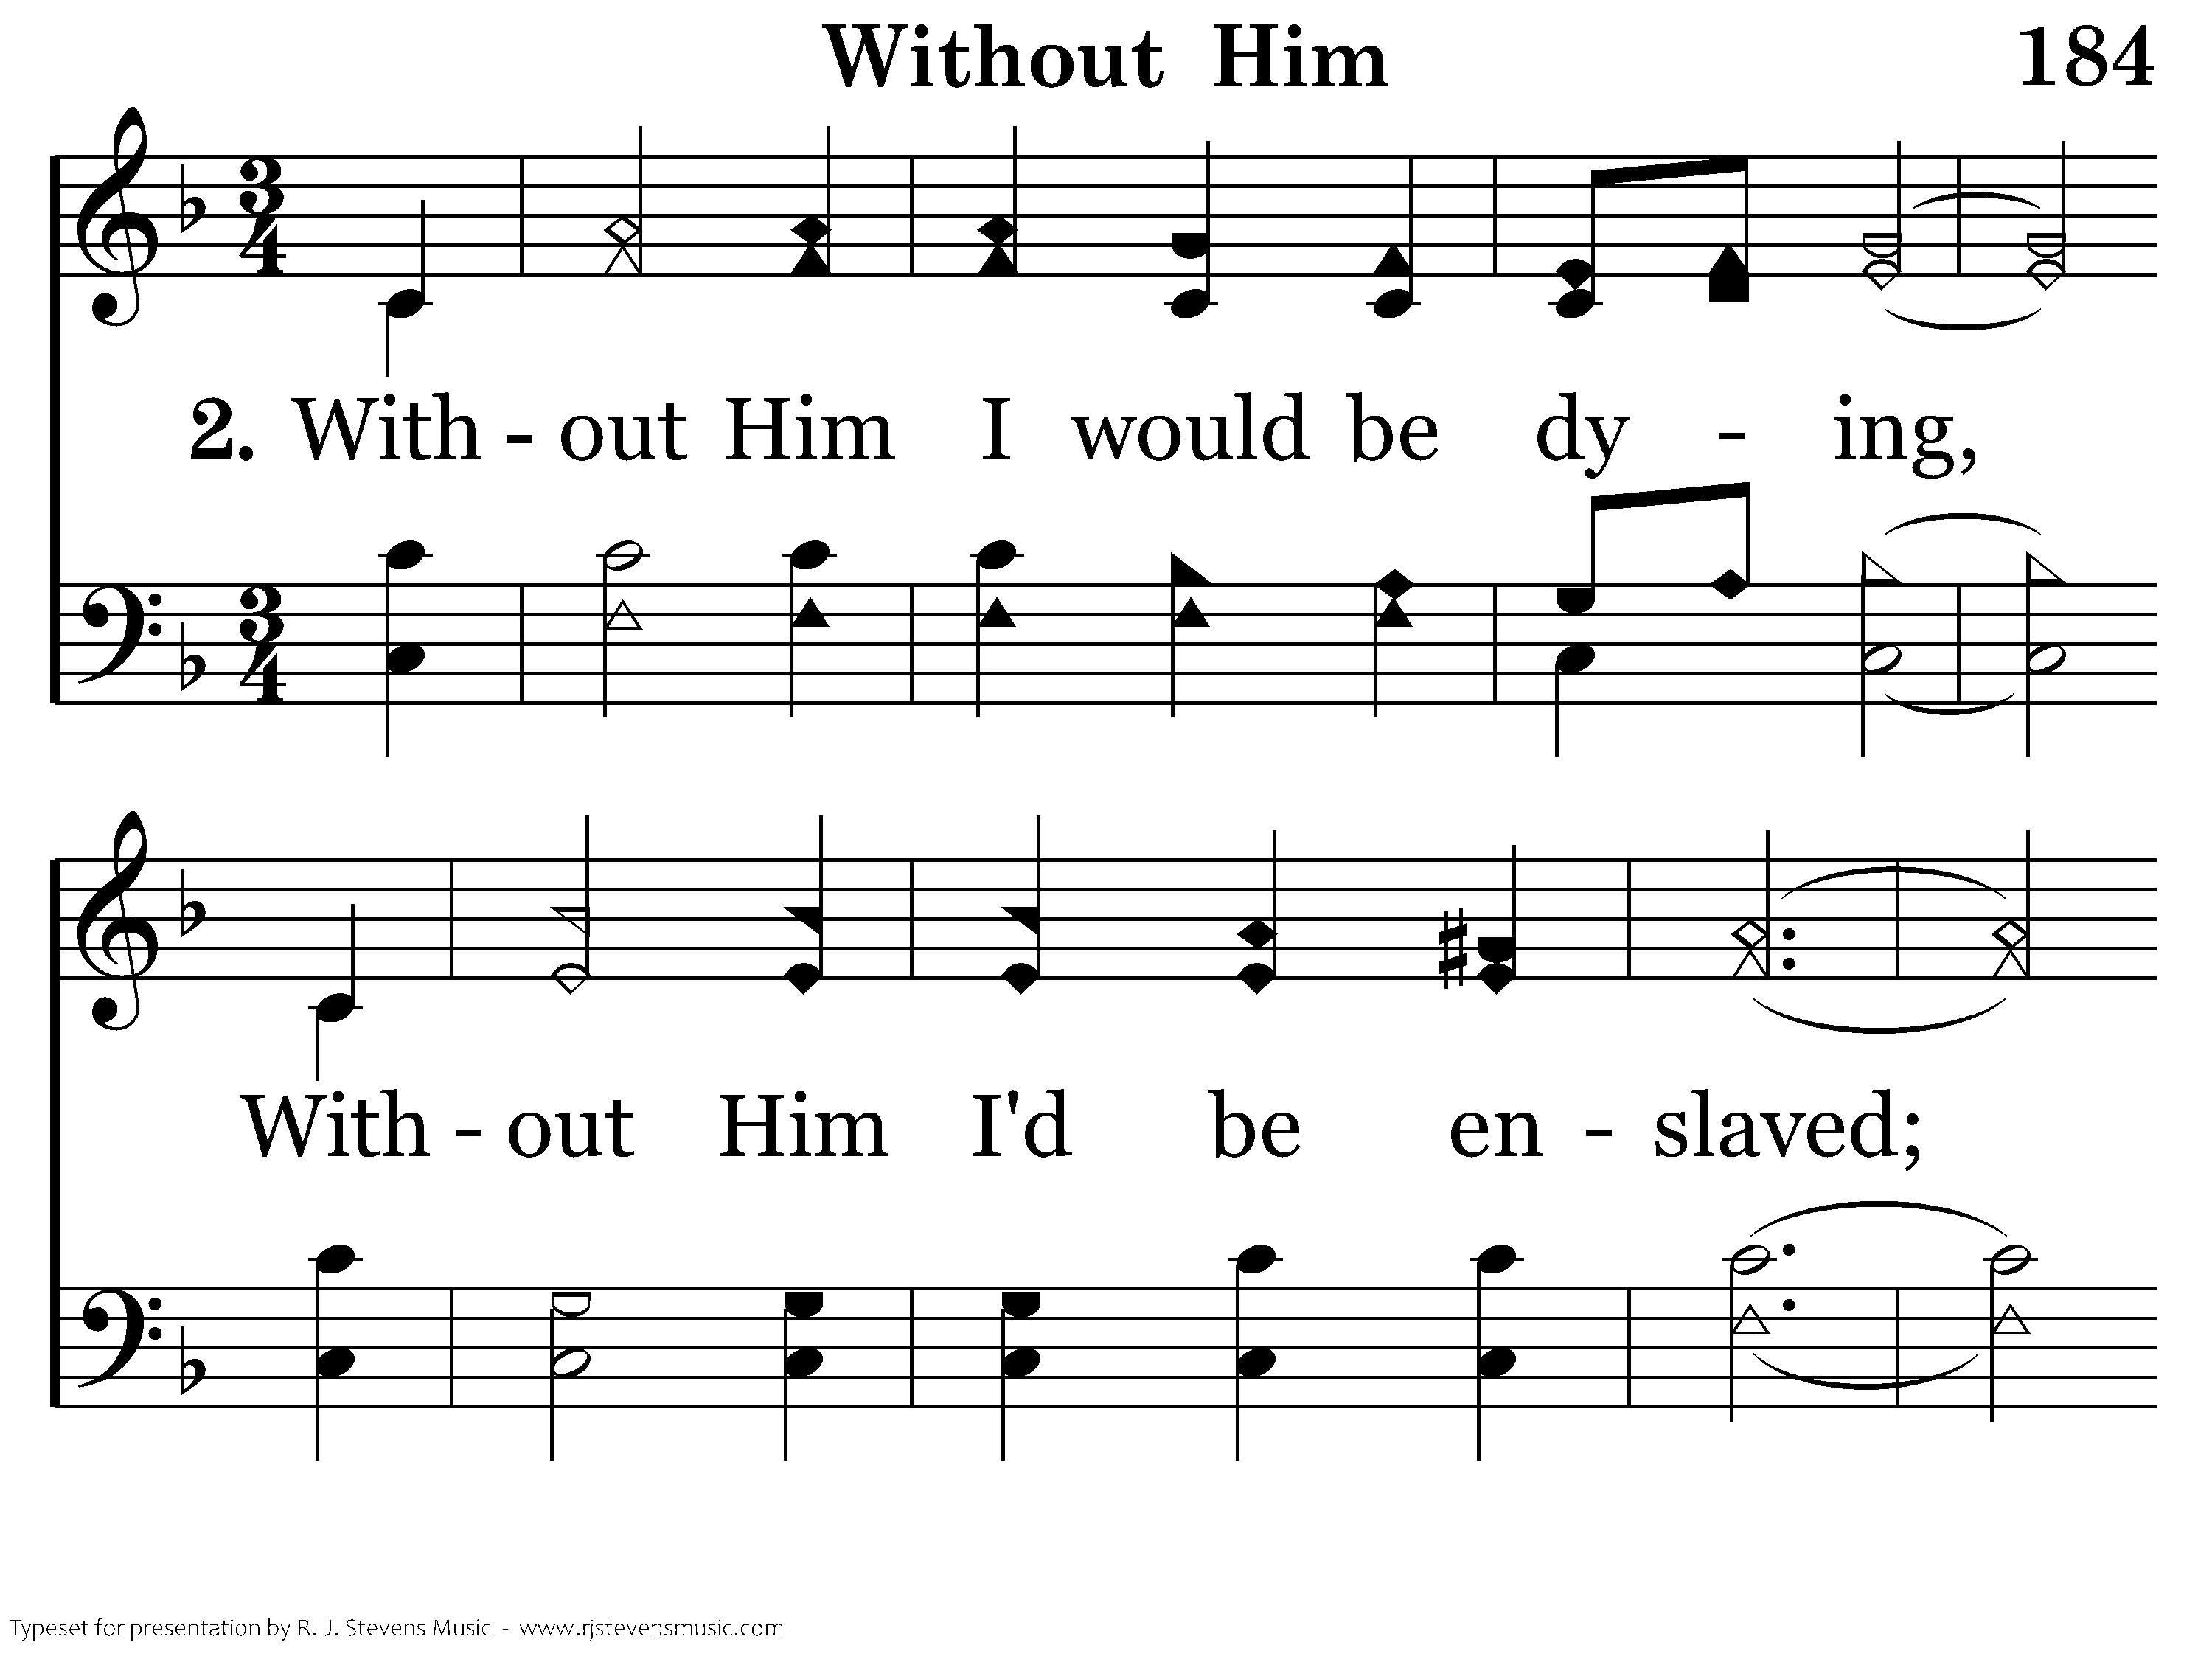 Without Him 184
2. With - out Him I would be dy - ing,
With - out Him I'd be en - slaved;
Typeset for presentation by R. J. Stevens Music - www.rjstevensmusic.com